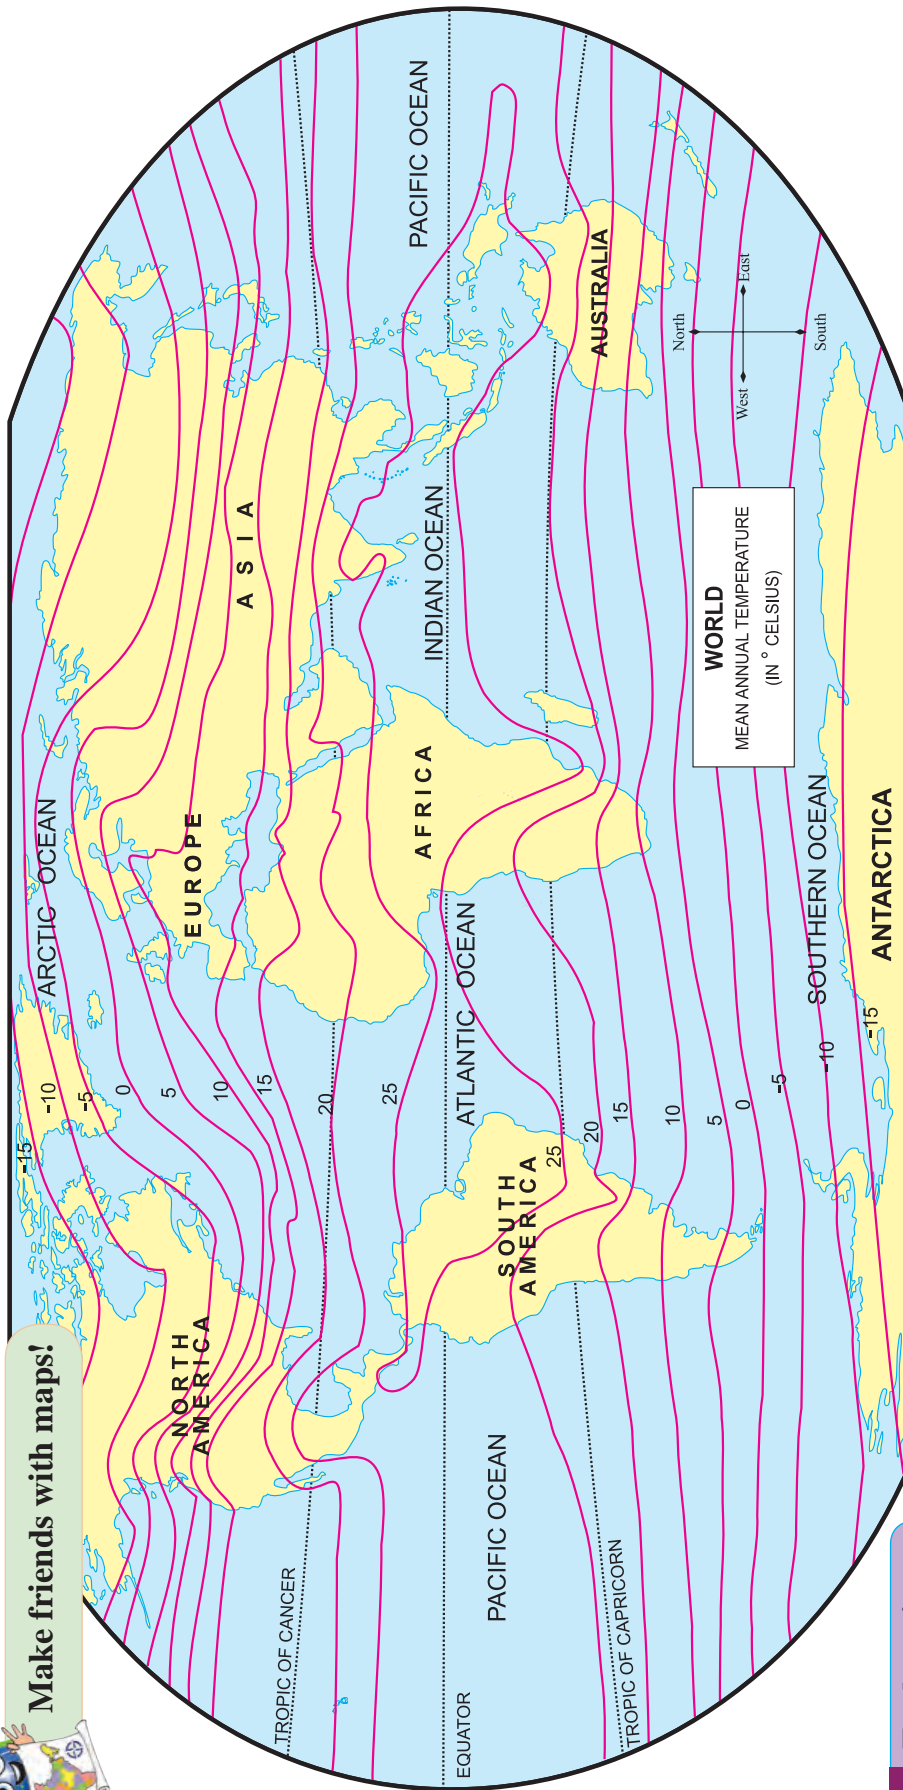 Make friends with maps!
ARCTIC OCEAN
-15
-10
-5
0
5
10
15
20
25
NORTH
AMERICA
EUROPE
ASIA
TROPIC OF CANCER
PACIFIC OCEAN
ATLANTIC OCEAN
AFRICA
INDIAN OCEAN
PACIFIC OCEAN
EQUATOR
SOUTH
AMERICA
AUSTRALIA
TROPIC OF CAPRICORN
25
20
15
10
5
0
-5
-10
-15
North
West
East
South
WORLD
MEAN ANNUAL TEMPERATURE
(IN ° CELSIUS)
SOUTHERN OCEAN
ANTARCTICA